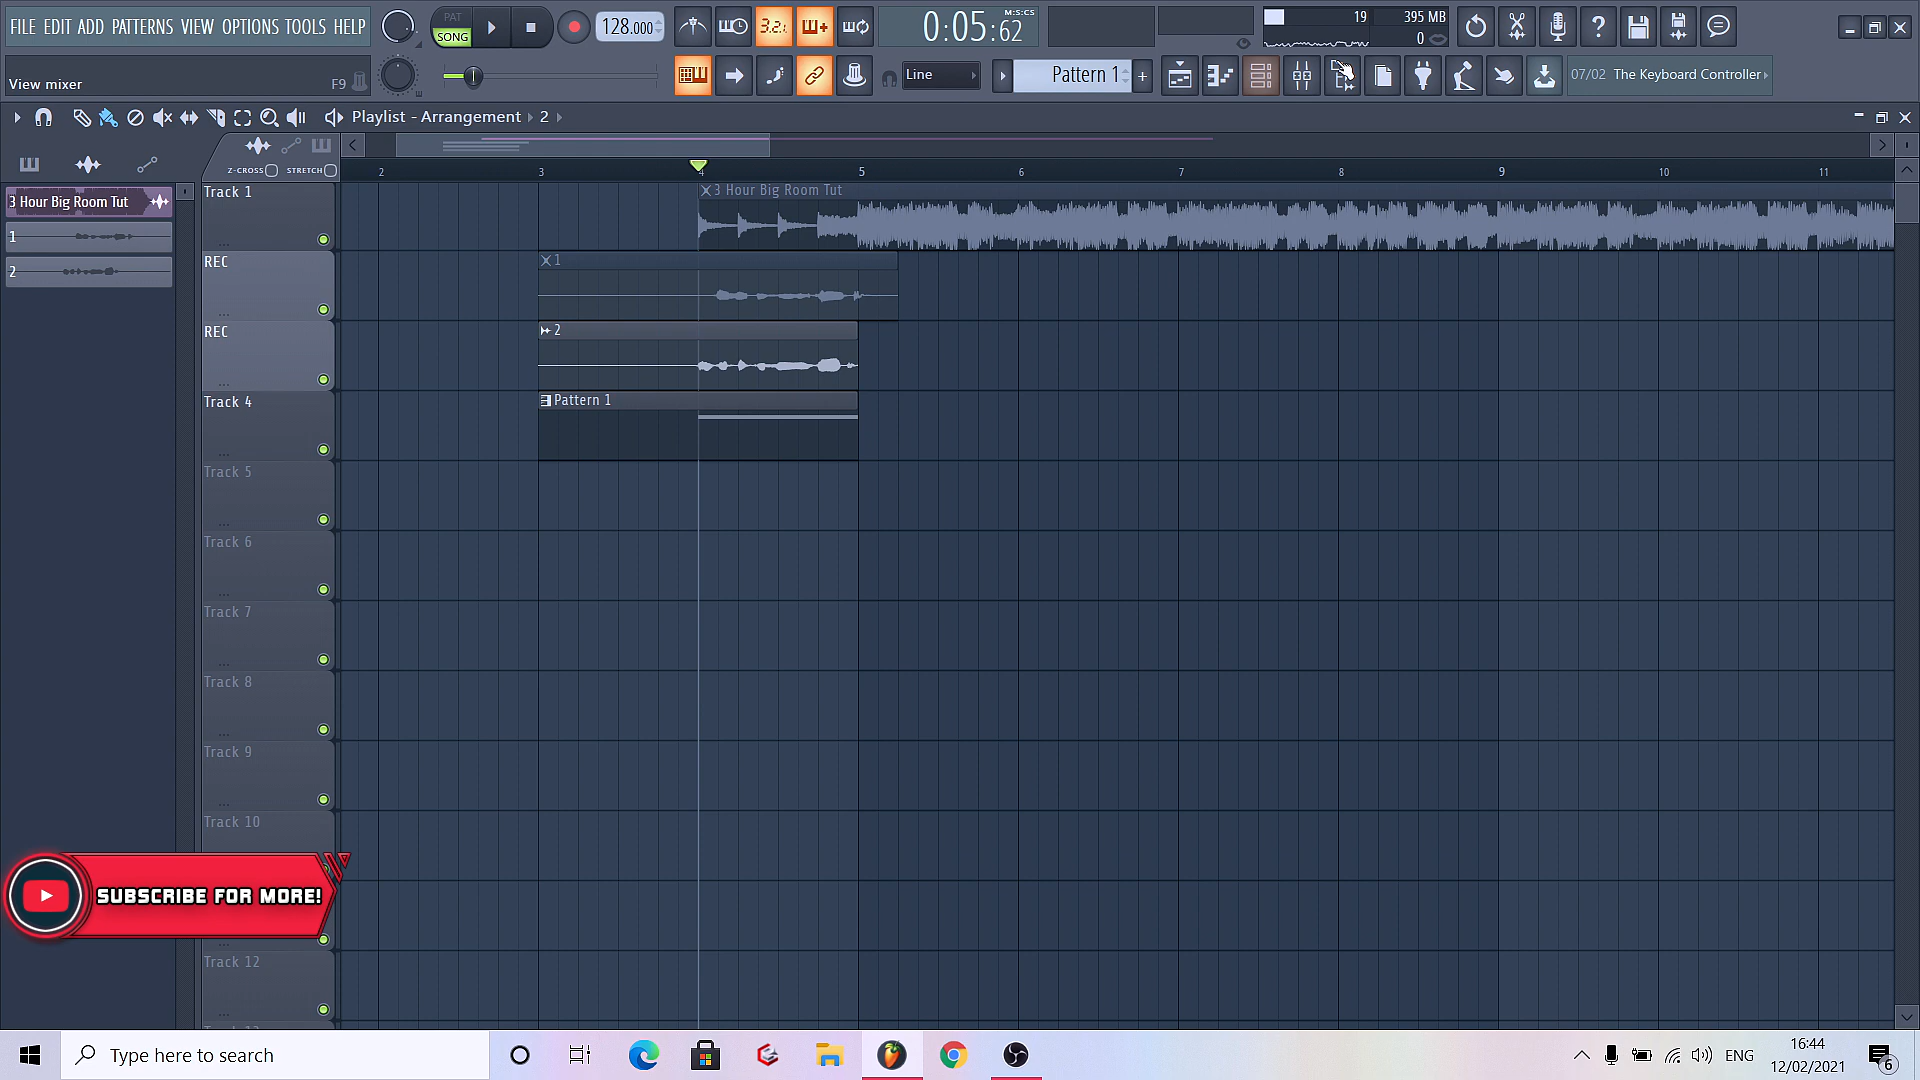 FILE EDIT ADD PATTERNS VIEW OPTIONS TOOLS HELP
PAT
SONG
128.000
3.2.
0:05:62
M:S:CS
19
395 MB
0
View mixer
F9
Line
Pattern 1
+
07/02 The Keyboard Controller
Playlist - Arrangement 2
Z-CROSS
STRETCH
2 3 4 5 6 7 8 9 10 11
3 Hour Big Room Tut
1
2
Track 1
3 Hour Big Room Tut
REC
1
REC
2
Track 4
Pattern 1
Track 5
Track 6
Track 7
Track 8
Track 9
Track 10
SUBSCRIBE FOR MORE!
Track 12
Type here to search
ENG
16:44
12/02/2021
6